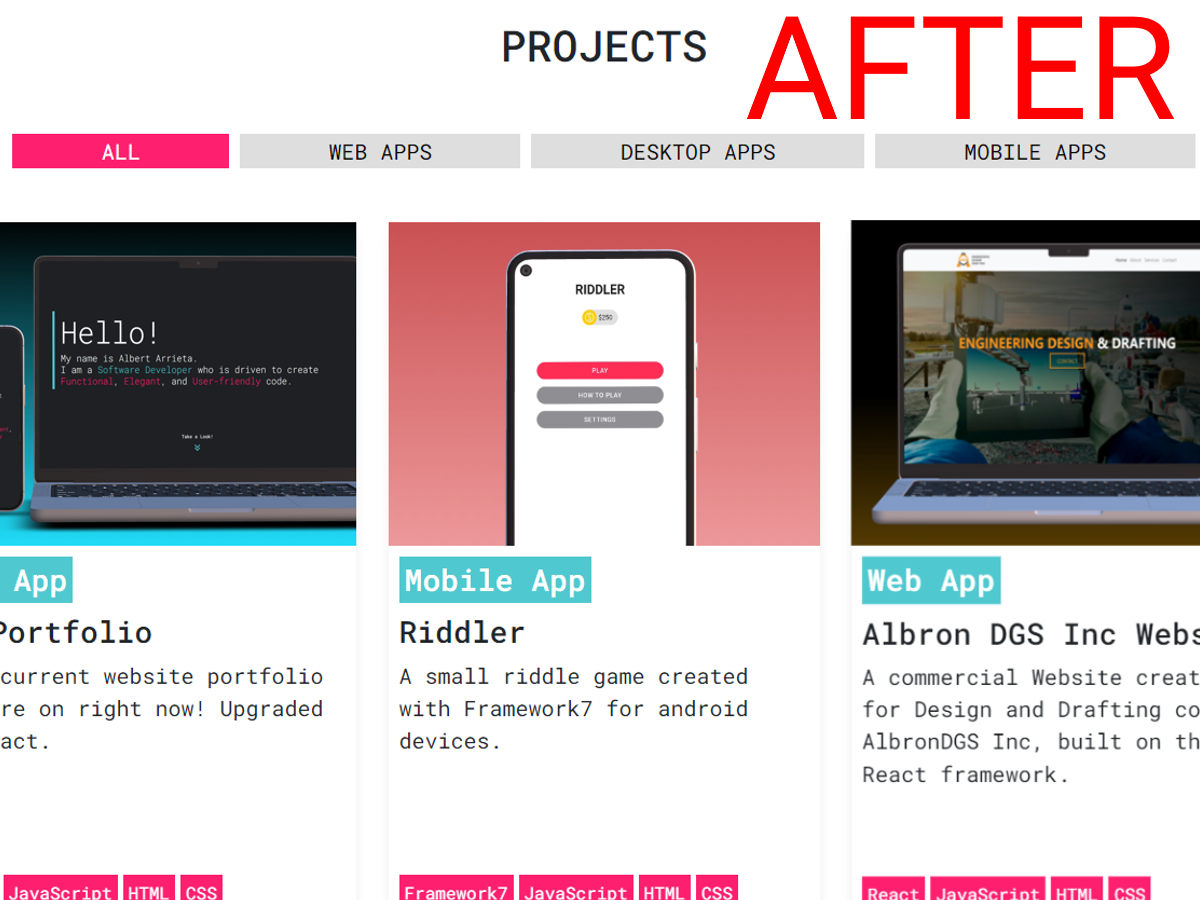 PROJECTS
AFTER
ALL
WEB APPS
DESKTOP APPS
MOBILE APPS
Hello!
My name is Albert Arrieta.
I am a Software Developer who is driven to create
Functional, Elegant, and User-friendly code.
Take a Look!
App
Portfolio
current website portfolio
re on right now! Upgraded
act.
JavaScript HTML CSS
RIDDLER
$250
PLAY
HOW TO PLAY
SETTINGS
Mobile App
Riddler
A small riddle game created
with Framework7 for android
devices.
Framework7 JavaScript HTML CSS
Home About Services Contact
ENGINEERING DESIGN & DRAFTING
CONTACT
Web App
Albron DGS Inc Webs
A commercial Website creat
for Design and Drafting co
AlbronDGS Inc, built on th
React framework.
React JavaScript HTML CSS